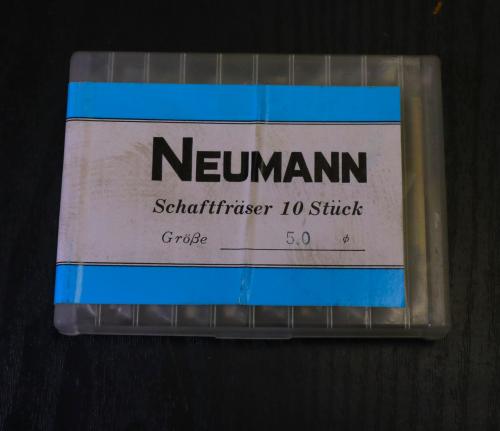 NEUMANN
Schaftfräser 10 Stück
Größe 5.0 ø